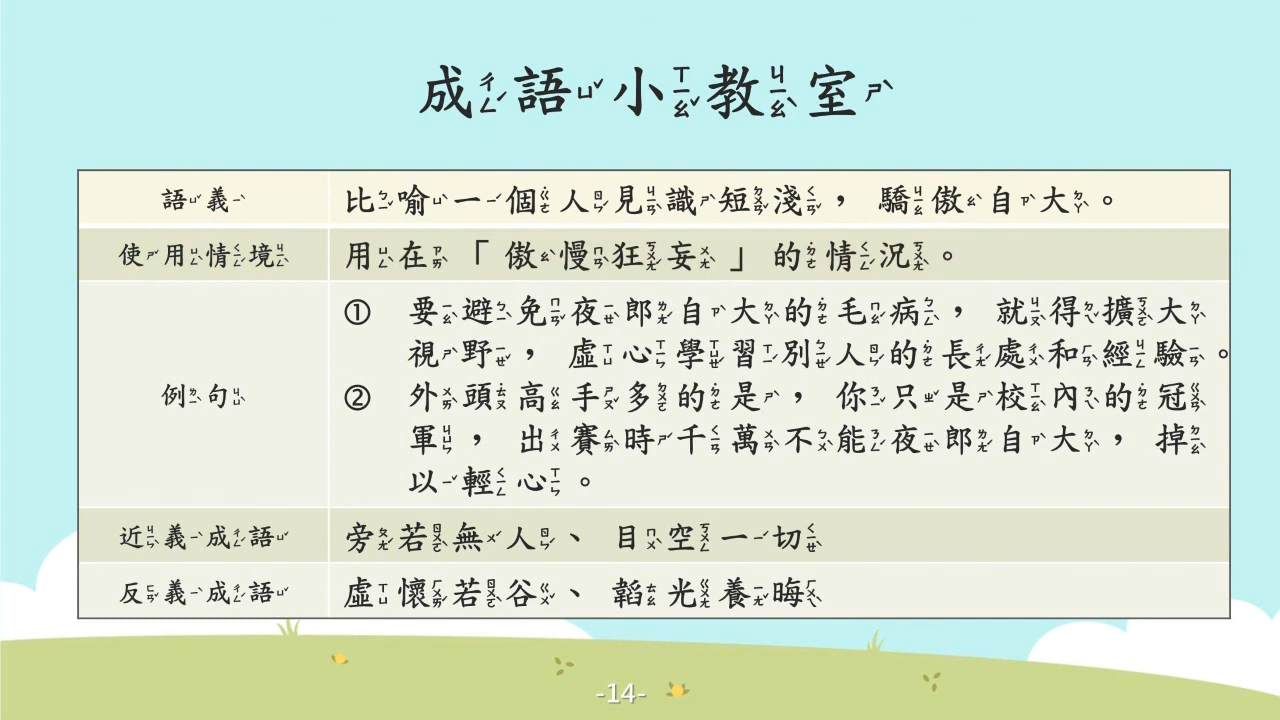 成語小教室
語義 比喻一個人見識短淺，驕傲自大。
使用情境 用在「傲慢狂妄」的情況。
① 要避免夜郎自大的毛病，就得擴大
視野，虛心學習別人的長處和經驗。
例句 ② 外頭高手多的是，你只是校內的冠
軍，出賽時千萬不能夜郎自大，掉
以輕心。
近義成語 旁若無人、目空一切
反義成語 虛懷若谷、韜光養晦
-14-